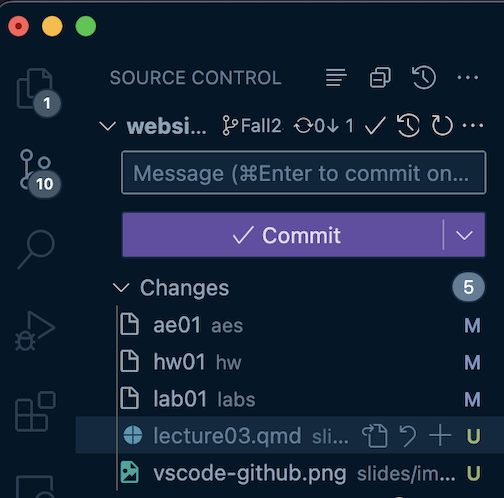 1
10
SOURCE CONTROL
websi... Fall2 0↓ 1↑
Message (⌘Enter to commit on...
Commit
Changes 5
ae01 aes M
hw01 hw M
lab01 labs M
lecture03.qmd sli... U
vscode-github.png slides/im... U